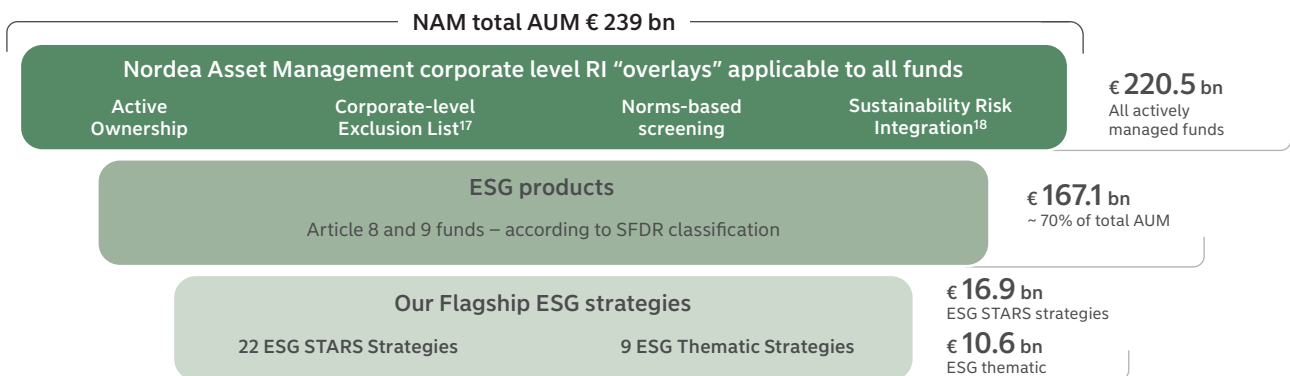 NAM total AUM € 239 bn
Nordea Asset Management corporate level RI “overlays” applicable to all funds
Active
Ownership
Corporate-level
Exclusion List¹⁷
Norms-based
screening
Sustainability Risk
Integration¹⁸
€ 220.5 bn
All actively
managed funds
ESG products
Article 8 and 9 funds – according to SFDR classification
€ 167.1 bn
~ 70% of total AUM
Our Flagship ESG strategies
22 ESG STARS Strategies
9 ESG Thematic Strategies
€ 16.9 bn
ESG STARS strategies
€ 10.6 bn
ESG thematic